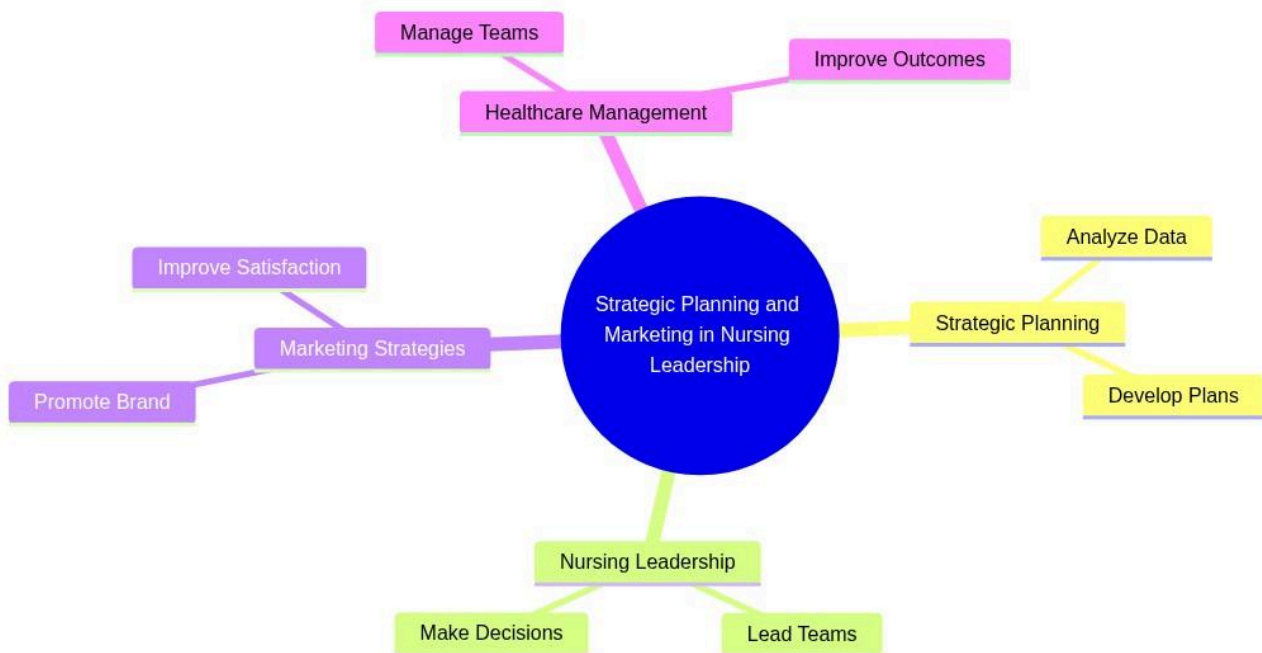 Manage Teams
Improve Outcomes
Healthcare Management
Analyze Data
Improve Satisfaction
Strategic Planning and
Marketing in Nursing
Leadership
Strategic Planning
Marketing Strategies
Develop Plans
Promote Brand
Nursing Leadership
Make Decisions
Lead Teams